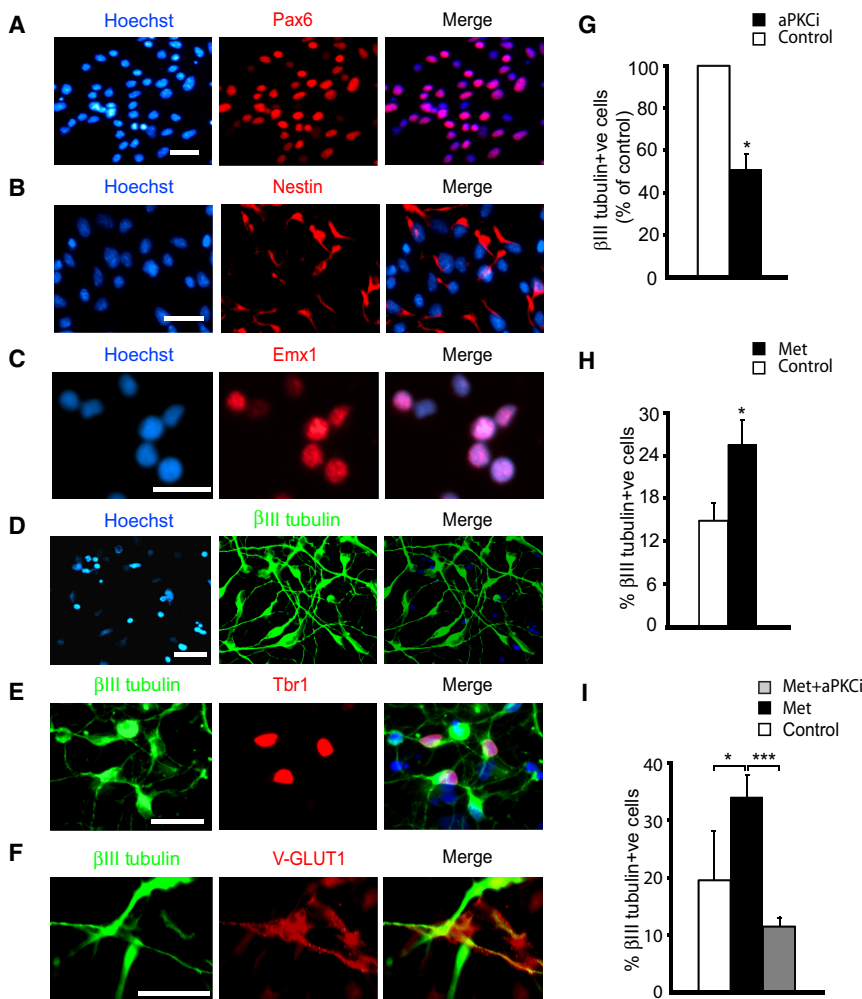 A
Hoechst
Pax6
Merge
B
Hoechst
Nestin
Merge
C
Hoechst
Emx1
Merge
D
Hoechst
βIII tubulin
Merge
E
βIII tubulin
Tbr1
Merge
F
βIII tubulin
V-GLUT1
Merge
G
aPKCi
Control
βIII tubulin+ve cells
(% of control)
100
80
60
40
20
0
*
H
Met
Control
% βIII tubulin+ve cells
30
24
18
12
6
0
*
I
Met+aPKCi
Met
Control
% βIII tubulin+ve cells
40
30
20
10
0
*
***